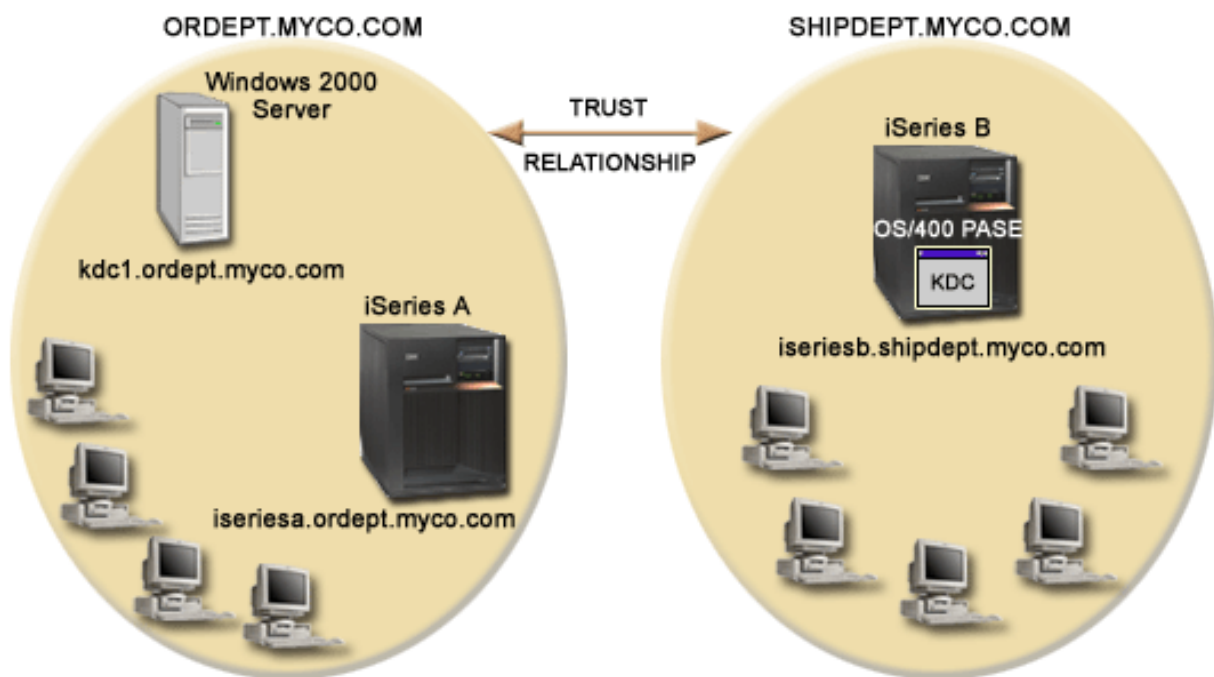 ORDEPT.MYCO.COM
Windows 2000
Server
kdc1.ordept.myco.com
iSeries A
iseriesa.ordept.myco.com
TRUST
RELATIONSHIP
SHIPDEPT.MYCO.COM
iSeries B
OS/400 PASE
KDC
iseriesb.shipdept.myco.com